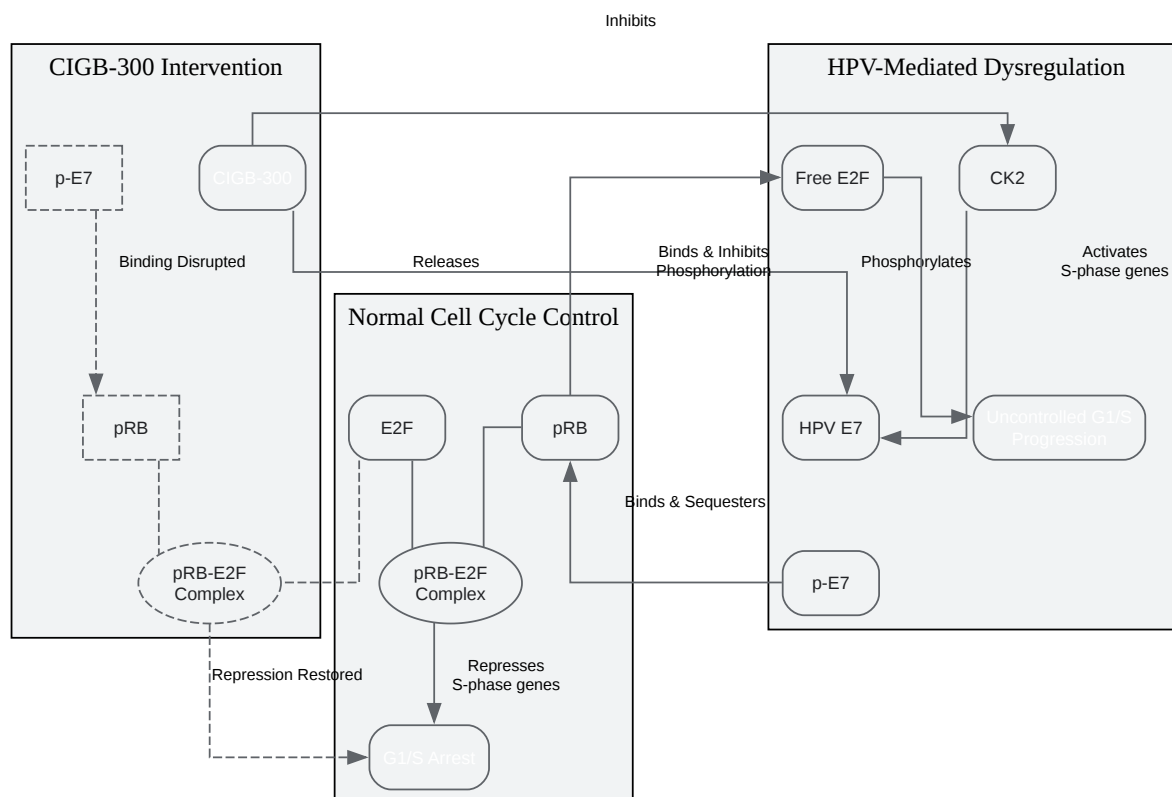 Inhibits
CIGB-300 Intervention
HPV-Mediated Dysregulation
p-E7
CIGB-300
Free E2F
CK2
Binding Disrupted
Releases
Binds & Inhibits
Phosphorylation
Phosphorylates
Activates
S-phase genes
Normal Cell Cycle Control
pRB
E2F
pRB
HPV E7
Uncontrolled G1/S
Progression
Binds & Sequesters
pRB-E2F
Complex
pRB-E2F
Complex
p-E7
Repression Restored
Represses
S-phase genes
G1/S Arrest